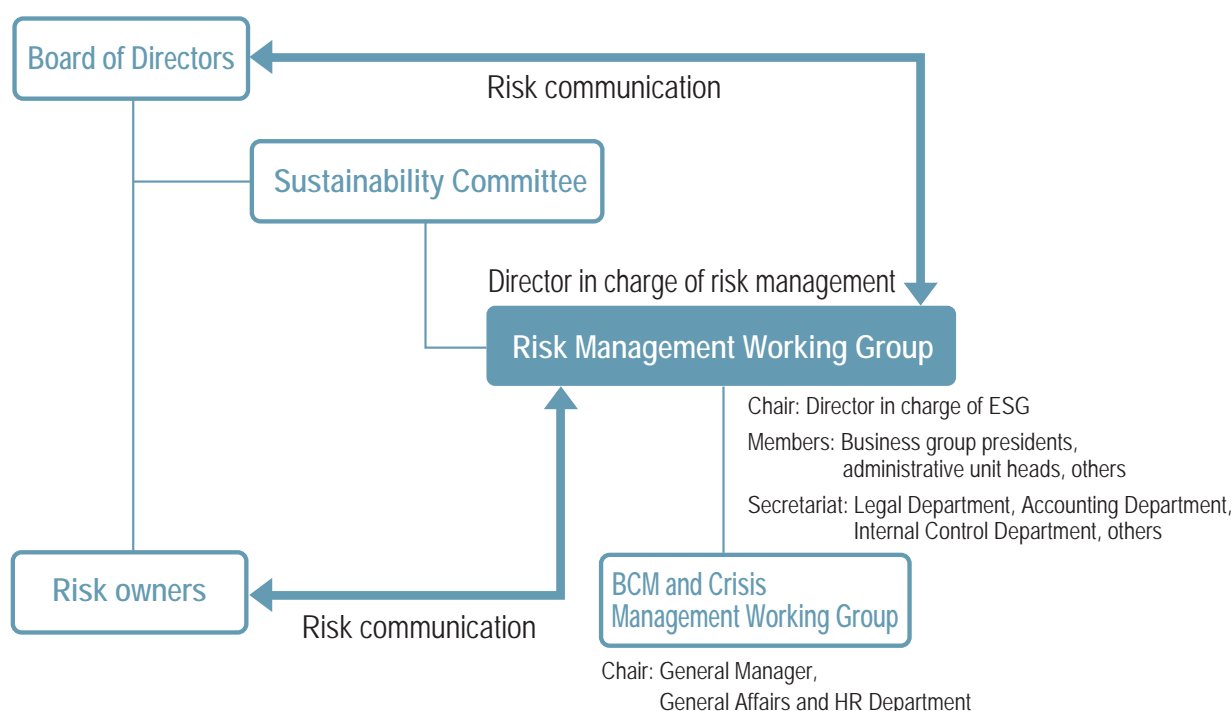 Board of Directors
Risk communication
Sustainability Committee
Director in charge of risk management
Risk Management Working Group
Chair: Director in charge of ESG
Members: Business group presidents,
administrative unit heads, others
Secretariat: Legal Department, Accounting Department,
Internal Control Department, others
Risk owners
Risk communication
BCM and Crisis
Management Working Group
Chair: General Manager,
General Affairs and HR Department